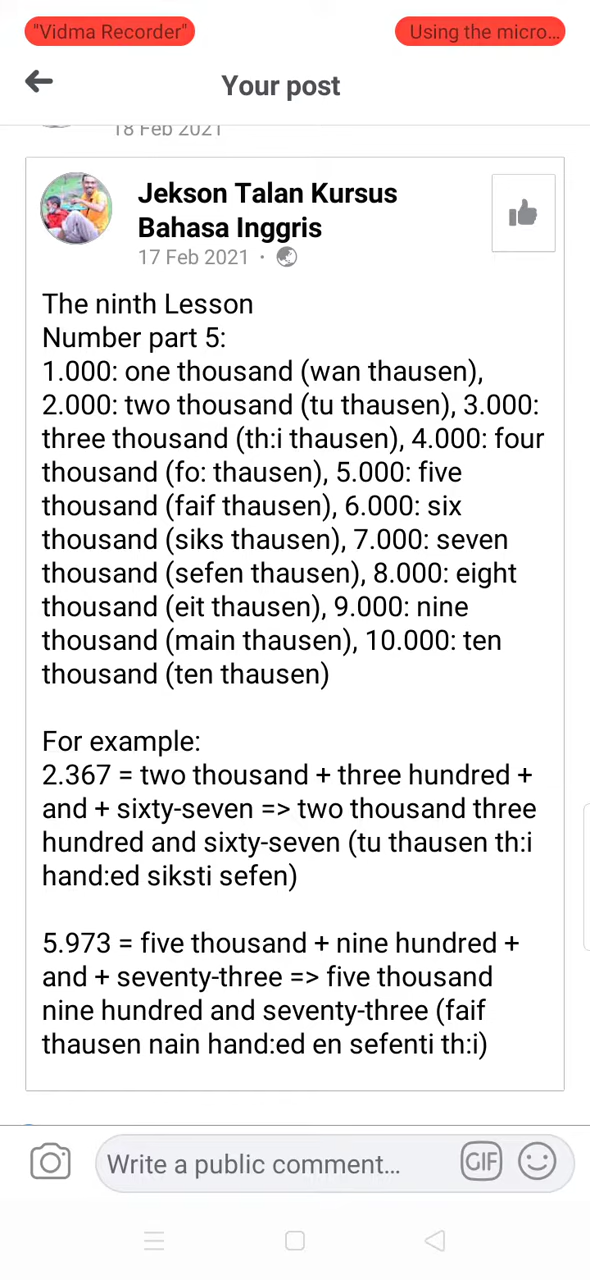 "Vidma Recorder"
Using the micro...
Your post
18 Feb 2021
Jekson Talan Kursus
Bahasa Inggris
17 Feb 2021 ·
The ninth Lesson
Number part 5:
1.000: one thousand (wan thausen),
2.000: two thousand (tu thausen), 3.000:
three thousand (th:i thausen), 4.000: four
thousand (fo: thausen), 5.000: five
thousand (faif thausen), 6.000: six
thousand (siks thausen), 7.000: seven
thousand (sefen thausen), 8.000: eight
thousand (eit thausen), 9.000: nine
thousand (main thausen), 10.000: ten
thousand (ten thausen)
For example:
2.367 = two thousand + three hundred +
and + sixty-seven => two thousand three
hundred and sixty-seven (tu thausen th:i
hand:ed siksti sefen)
5.973 = five thousand + nine hundred +
and + seventy-three => five thousand
nine hundred and seventy-three (faif
thausen nain hand:ed en sefenti th:i)
Write a public comment...
GIF